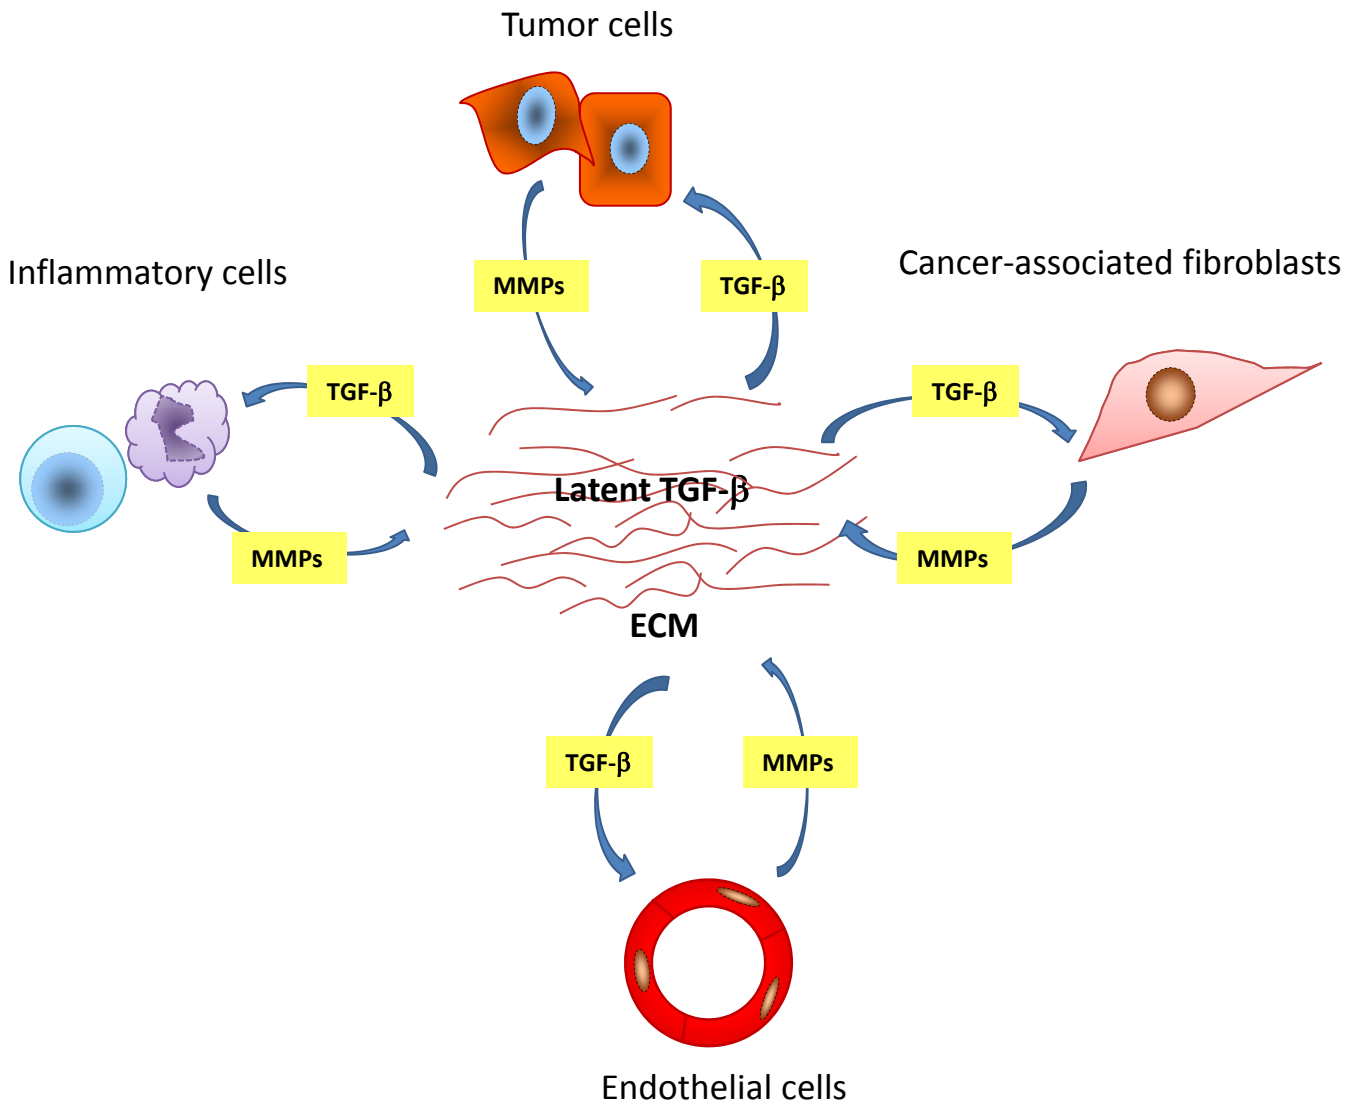 Tumor cells
Inflammatory cells
Cancer-associated fibroblasts
MMPs
TGF-β
TGF-β
TGF-β
Latent TGF-β
MMPs
MMPs
ECM
TGF-β
MMPs
Endothelial cells